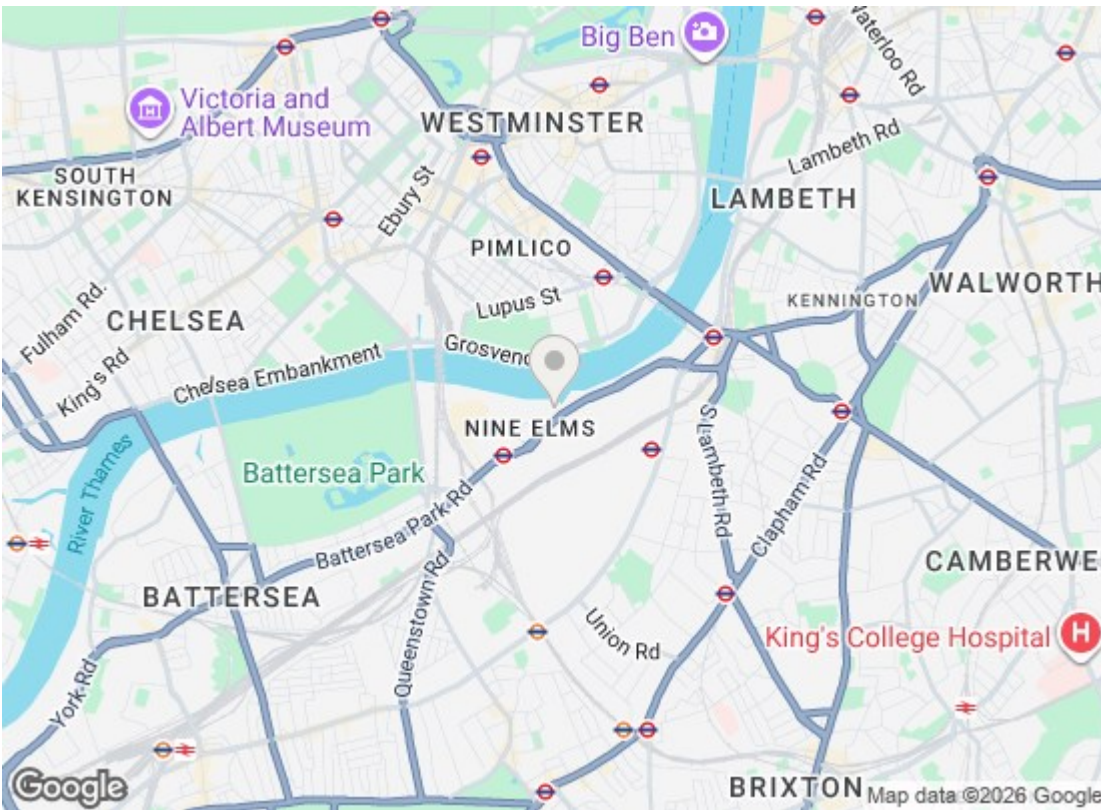 Big Ben
Waterloo Rd
Victoria and
Albert Museum
WESTMINSTER
Lambeth Rd
SOUTH
KENSINGTON
Ebury St
LAMBETH
PIMLICO
Lupus St
KENNINGTON
WALWORTH
Fulham Rd.
CHELSEA
King's Rd
Chelsea Embankment
Grosveno
NINE ELMS
S Lambeth Rd
River Thames
Battersea Park
Clapham Rd
Battersea Park Rd
CAMBERWE
BATTERSEA
Queenstown Rd
Union Rd
King's College Hospital
H
York Rd
Google
BRIXTON
Map data ©2026 Google